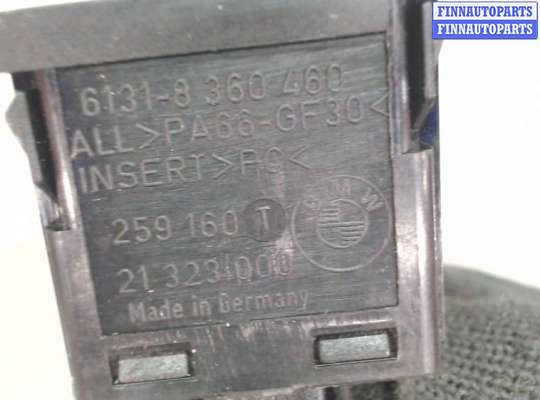 FINNAUTOPARTS
FINNAUTOPARTS
6131-8 360 460
ALL>PA66-GF30<
INSERT>PC<
259 160 T
BMW
21 323 000
Made in Germany